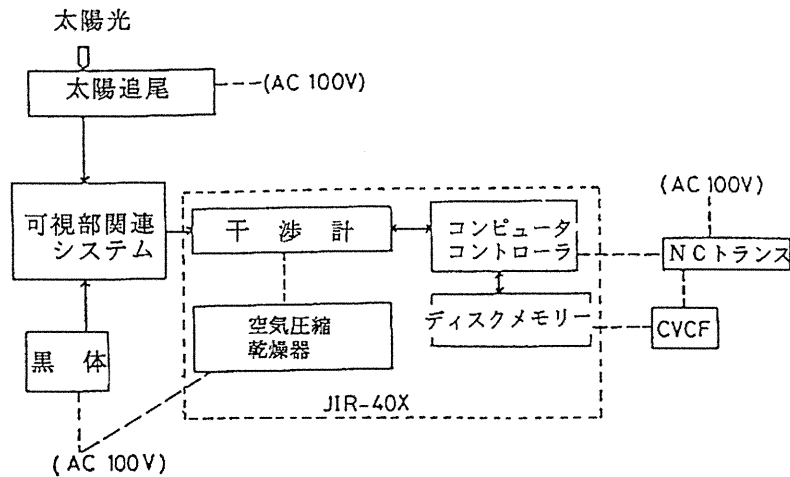 太陽光
太陽追尾
(AC 100V)
可視部関連
システム
干渉計
コンピュータ
コントローラ
(AC 100V)
NCトランス
空気圧縮
乾燥器
ディスクメモリー
CVCF
黒体
JIR-40X
(AC 100V)